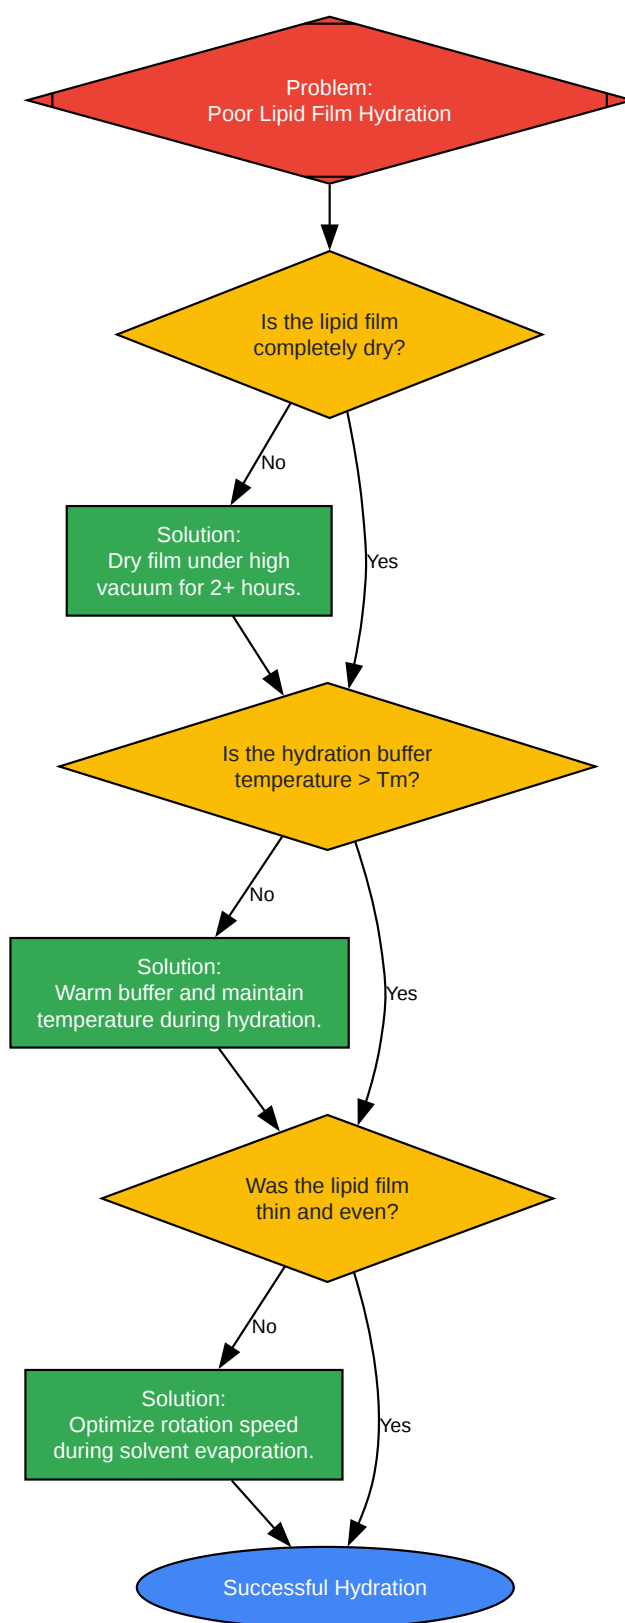 Problem:
Poor Lipid Film Hydration
Is the lipid film
completely dry?
No
Solution:
Dry film under high
vacuum for 2+ hours.
Yes
Is the hydration buffer
temperature > Tm?
No
Solution:
Warm buffer and maintain
temperature during hydration.
Yes
Was the lipid film
thin and even?
No
Solution:
Optimize rotation speed
during solvent evaporation.
Yes
Successful Hydration